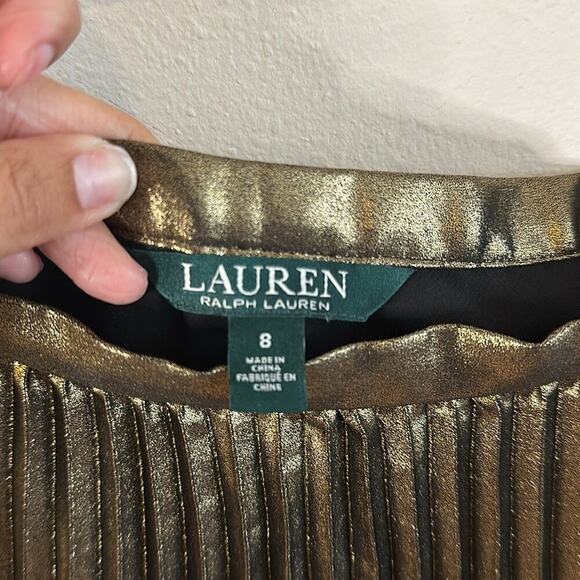 LAUREN
RALPH LAUREN
8
MADE IN
CHINA
FABRIQUÉ EN
CHINE